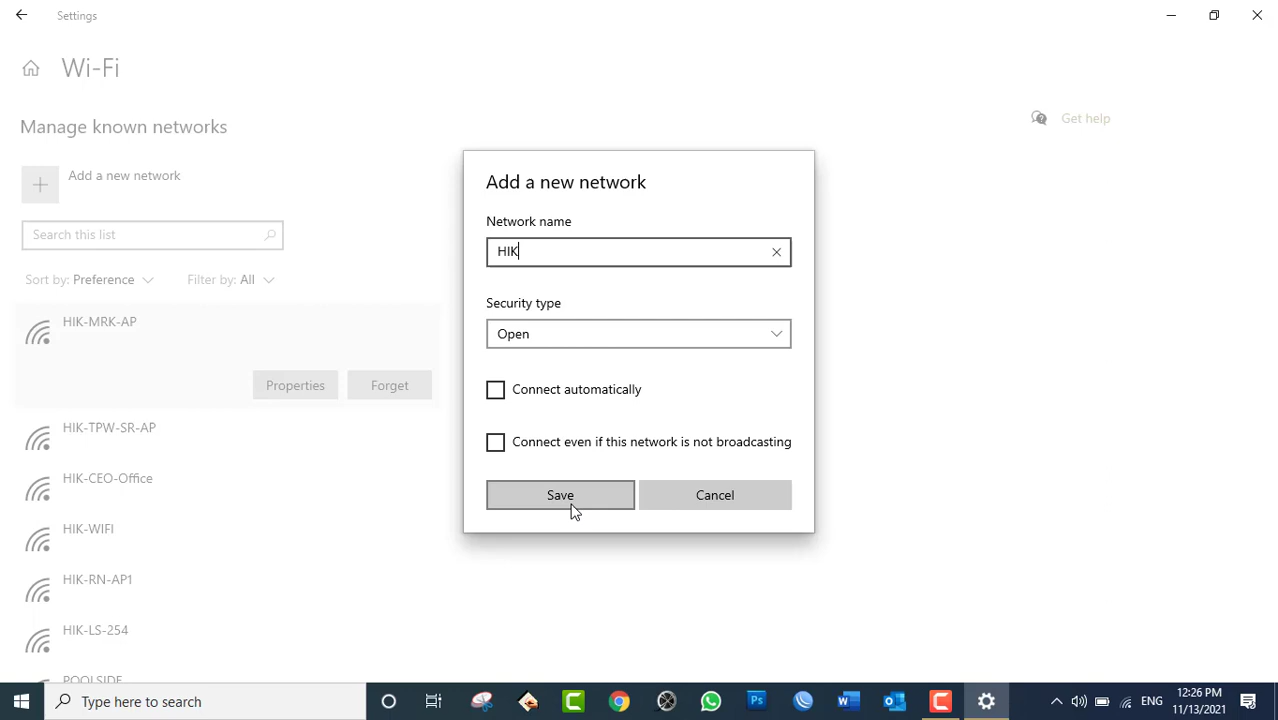 Settings
Wi-Fi
Manage known networks
Get help
Add a new network
Search this list
Sort by: Preference Filter by: All
HIK-MRK-AP
Properties Forget
HIK-TPW-SR-AP
HIK-CEO-Office
HIK-WIFI
HIK-RN-AP1
HIK-LS-254
POOLSIDE
Add a new network
Network name
HIK
Security type
Open
Connect automatically
Connect even if this network is not broadcasting
Save Cancel
Type here to search
Ps
W
ENG
12:26 PM
11/13/2021